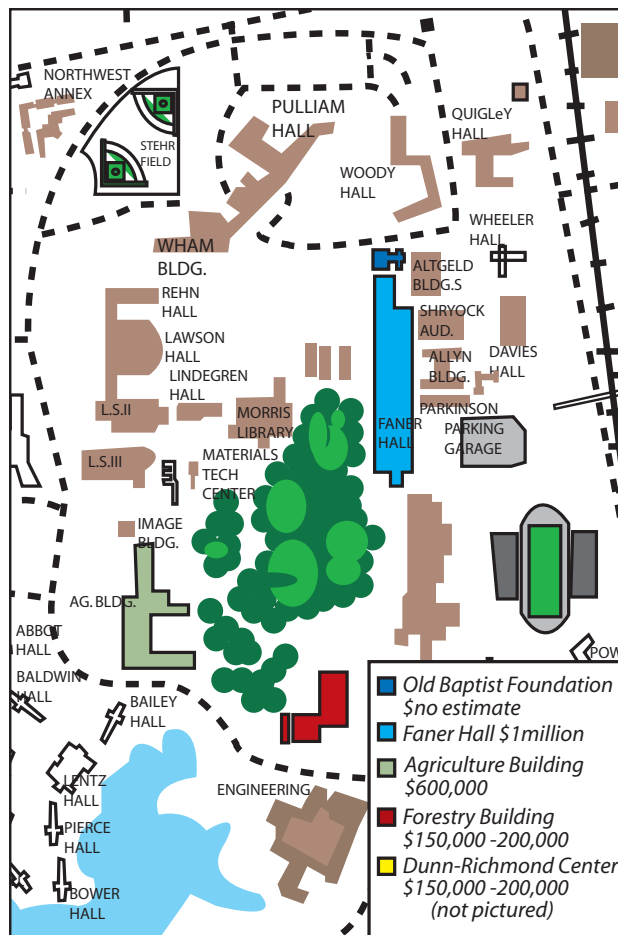 NORTHWEST
ANNEX
STEHR
FIELD
PULLIAM
HALL
QUIGLeY
HALL
WOODY
HALL
WHEELER
HALL
WHAM
BLDG.
ALTGELD
BLDG.S
REHN
HALL
SHRYOCK
AUD.
LAWSON
HALL
LINDEGREN
HALL
ALLYN
BLDG.
DAVIES
HALL
L.S.II
MORRIS
LIBRARY
FANER
HALL
PARKINSON
PARKING
GARAGE
L.S.III
MATERIALS
TECH
CENTER
IMAGE
BLDG.
AG. BLDG.
ABBOT
HALL
BALDWIN
HALL
BAILEY
HALL
POW
LENTZ
HALL
ENGINEERING
PIERCE
HALL
BOWER
HALL
Old Baptist Foundation
$no estimate
Faner Hall $1million
Agriculture Building
$600,000
Forestry Building
$150,000 -200,000
Dunn-Richmond Center
$150,000 -200,000
(not pictured)